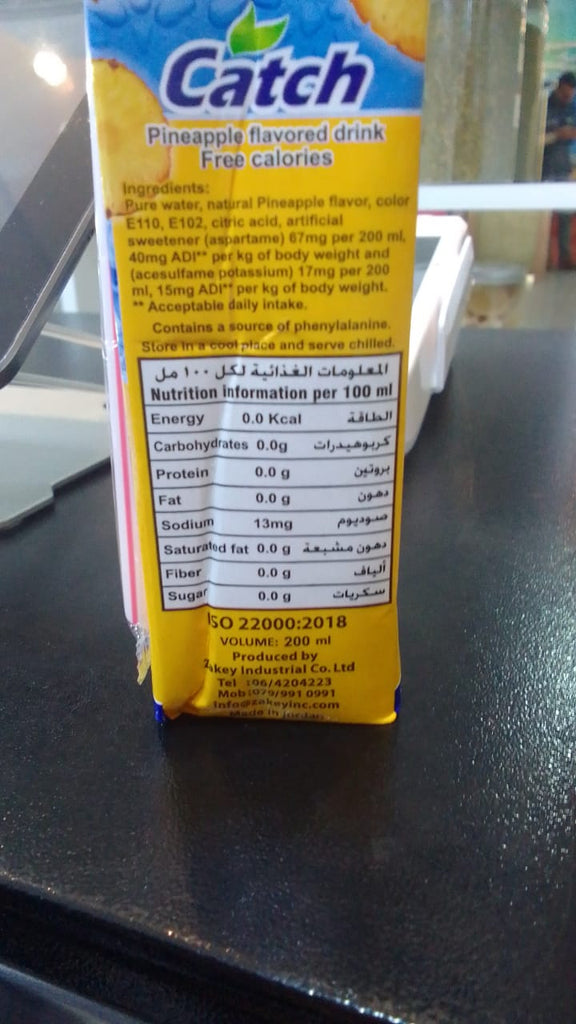 Catch
Pineapple flavored drink
Free calories
Ingredients:
Pure water, natural Pineapple flavor, color
E110, E102, citric acid, artificial
sweetener (aspartame) 67mg per 200 ml,
40mg ADI** per kg of body weight and
(acesulfame potassium) 17mg per 200
ml, 15mg ADI** per kg of body weight.
** Acceptable daily intake.
Contains a source of phenylalanine.
Store in a cool place and serve chilled.
المعلومات الغذائية لكل ١٠٠ مل
Nutrition information per 100 ml
Energy 0.0 Kcal الطاقة
Carbohydrates 0.0g كربوهيدرات
Protein 0.0 g بروتين
Fat 0.0 g دهون
Sodium 13mg صوديوم
Saturated fat 0.0 g دهون مشبعة
Fiber 0.0 g ألياف
Sugar 0.0 g سكريات
ISO 22000:2018
VOLUME: 200 ml
Produced by
Zakey Industrial Co. Ltd
Tel :06/4204223
Mob:079/991 0991
Info@zakeyinc.com
Made in jordan